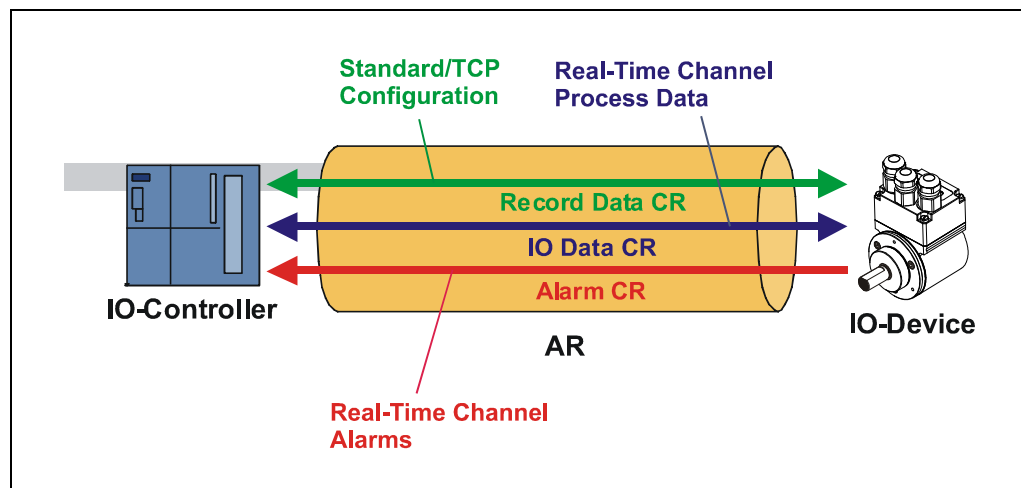 Standard/TCP
Configuration
Real-Time Channel
Process Data
Record Data CR
IO Data CR
Alarm CR
IO-Controller
IO-Device
AR
Real-Time Channel
Alarms